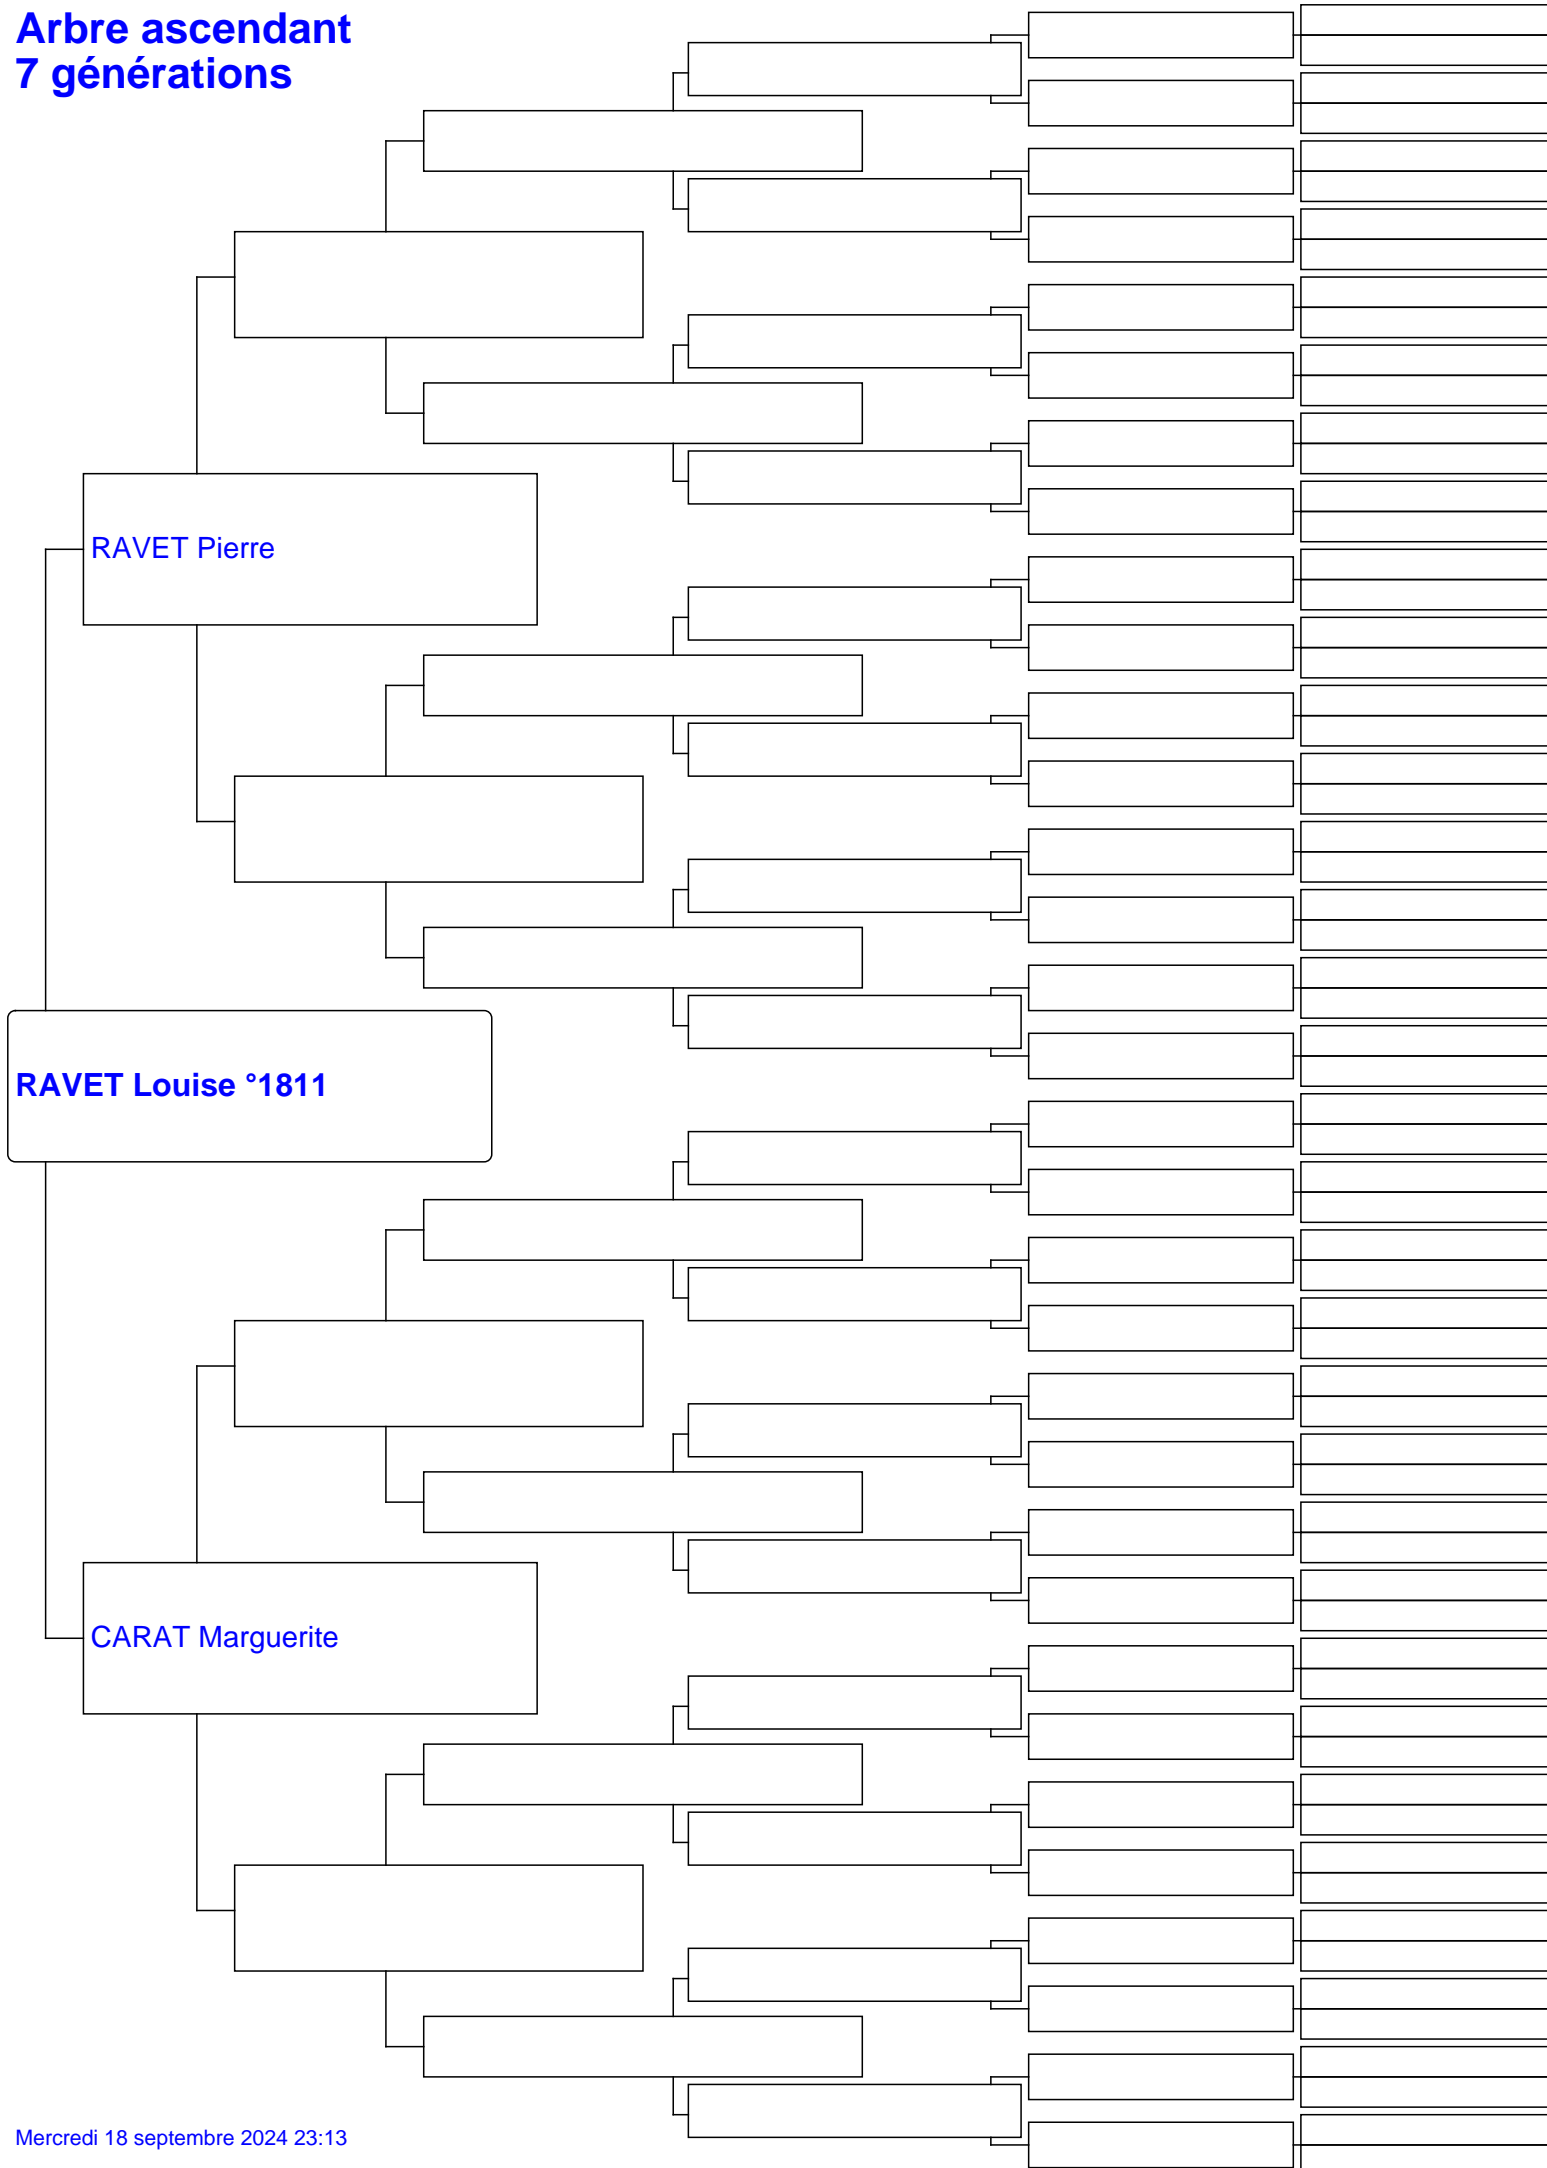 Arbre ascendant
7 générations
RAVET Pierre
RAVET Louise °1811
CARAT Marguerite
Mercredi 18 septembre 2024 23:13